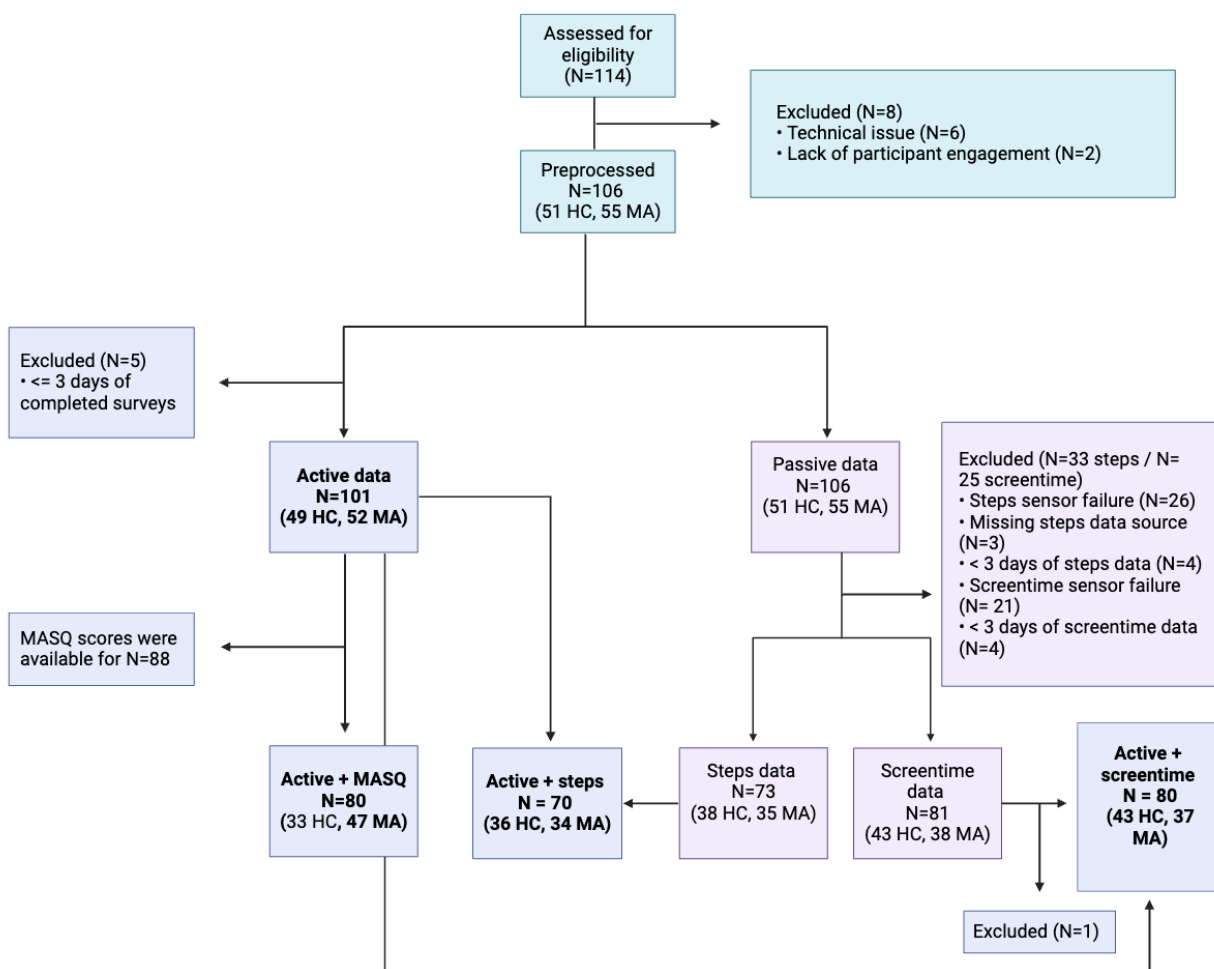 Assessed for
eligibility
(N=114)
Excluded (N=8)
• Technical issue (N=6)
• Lack of participant engagement (N=2)
Preprocessed
N=106
(51 HC, 55 MA)
Excluded (N=5)
• <= 3 days of
completed surveys
Active data
N=101
(49 HC, 52 MA)
Passive data
N=106
(51 HC, 55 MA)
Excluded (N=33 steps / N=
25 screentime)
• Steps sensor failure (N=26)
• Missing steps data source
(N=3)
• < 3 days of steps data (N=4)
• Screentime sensor failure
(N= 21)
• < 3 days of screentime data
(N=4)
MASQ scores were
available for N=88
Active + MASQ
N=80
(33 HC, 47 MA)
Active + steps
N = 70
(36 HC, 34 MA)
Steps data
N=73
(38 HC, 35 MA)
Screentime
data
N=81
(43 HC, 38 MA)
Active +
screentime
N = 80
(43 HC, 37
MA)
Excluded (N=1)